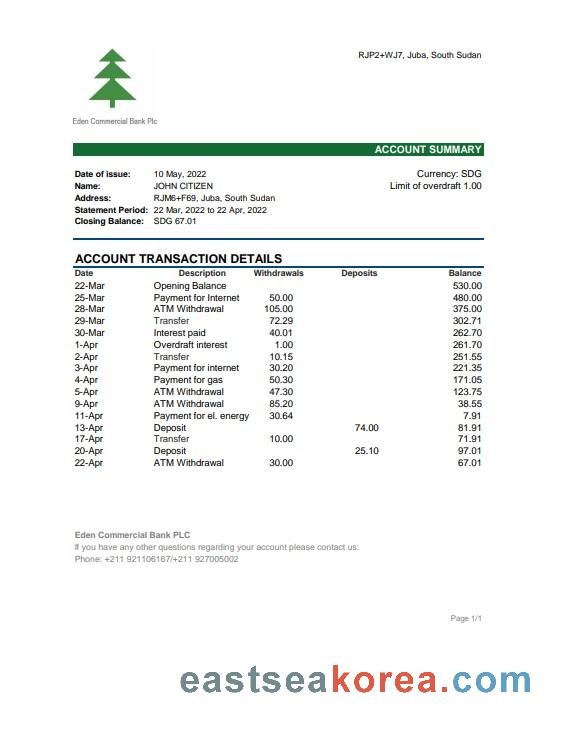 RJP2+WJ7, Juba, South Sudan
Eden Commercial Bank Plc
ACCOUNT SUMMARY
Date of issue: 10 May, 2022 Currency: SDG
Name: JOHN CITIZEN Limit of overdraft 1.00
Address: RJM6+F69, Juba, South Sudan
Statement Period: 22 Mar, 2022 to 22 Apr, 2022
Closing Balance: SDG 67.01
ACCOUNT TRANSACTION DETAILS
Date Description Withdrawals Deposits Balance
22-Mar Opening Balance 530.00
25-Mar Payment for Internet 50.00 480.00
28-Mar ATM Withdrawal 105.00 375.00
29-Mar Transfer 72.29 302.71
30-Mar Interest paid 40.01 262.70
1-Apr Overdraft interest 1.00 261.70
2-Apr Transfer 10.15 251.55
3-Apr Payment for internet 30.20 221.35
4-Apr Payment for gas 50.30 171.05
5-Apr ATM Withdrawal 47.30 123.75
9-Apr ATM Withdrawal 85.20 38.55
11-Apr Payment for el. energy 30.64 7.91
13-Apr Deposit 74.00 81.91
17-Apr Transfer 10.00 71.91
20-Apr Deposit 25.10 97.01
22-Apr ATM Withdrawal 30.00 67.01
Eden Commercial Bank PLC
If you have any other questions regarding your account please contact us:
Phone: +211 921106167/+211 927005002
Page 1/1
eastseakorea.com